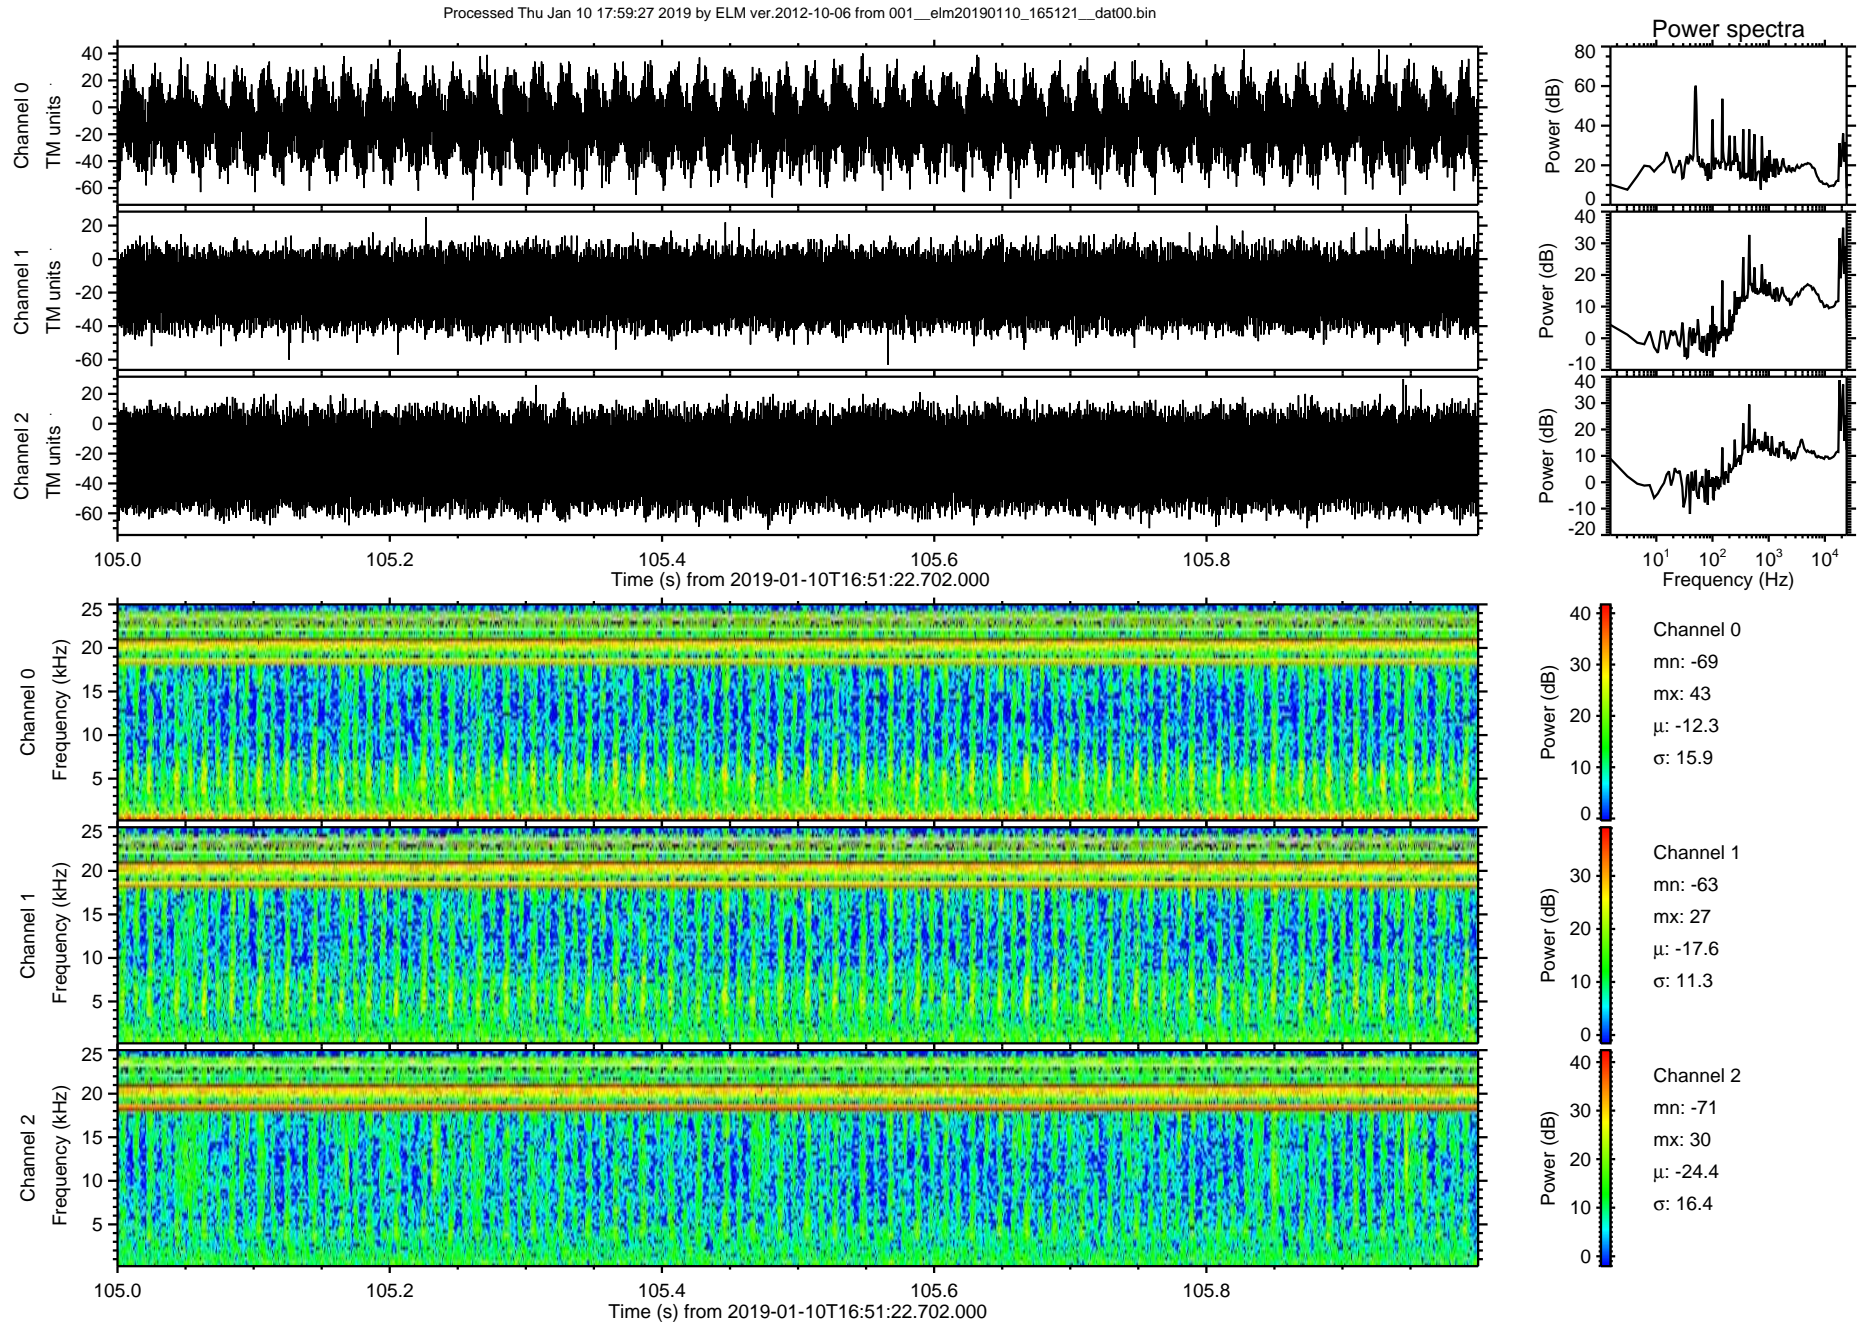 Processed Thu Jan 10 17:59:27 2019 by ELM ver.2012-10-06 from 001__elm20190110_165121__dat00.bin
Power spectra
Channel 0
TM units
40
20
0
-20
-40
-60
Power (dB)
80
60
40
20
0
Channel 1
TM units
20
0
-20
-40
-60
Power (dB)
40
30
20
10
0
-10
Channel 2
TM units
20
0
-20
-40
-60
Power (dB)
40
30
20
10
0
-10
-20
105.0 105.2 105.4 105.6 105.8
Time (s) from 2019-01-10T16:51:22.702.000
10^1 10^2 10^3 10^4
Frequency (Hz)
Channel 0
Frequency (kHz)
25
20
15
10
5
Power (dB)
40
30
20
10
0
Channel 0
mn: -69
mx: 43
μ: -12.3
σ: 15.9
Channel 1
Frequency (kHz)
25
20
15
10
5
Power (dB)
30
20
10
0
Channel 1
mn: -63
mx: 27
μ: -17.6
σ: 11.3
Channel 2
Frequency (kHz)
25
20
15
10
5
Power (dB)
40
30
20
10
0
Channel 2
mn: -71
mx: 30
μ: -24.4
σ: 16.4
105.0 105.2 105.4 105.6 105.8
Time (s) from 2019-01-10T16:51:22.702.000